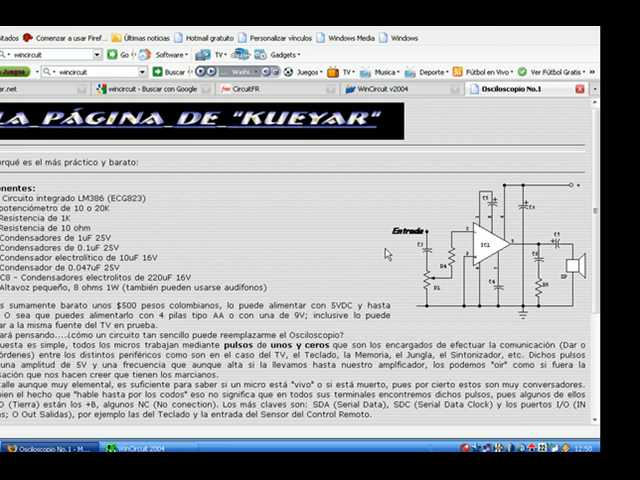 Comenzar a usar Firef... Últimas noticias Hotmail gratuito Personalizar vínculos Windows Media Windows
wincircuit Go Software TV Gadgets
Juegos wincircuit Buscar Juegos TV Musica Deporte Fútbol en Vivo Ver Fútbol Gratis
ar.net wincircuit - Buscar con Google CircuitFR WinCircuit v2004 Osciloscopio No.1
LA PÁGINA DE "KUEYAR"
orqué es el más práctico y barato:
nentes:
Circuito integrado LM386 (ECG823)
potenciómetro de 10 o 20K
Resistencia de 1K
Resistencia de 10 ohm
Condensadores de 1uF 25V
Condensadores de 0.1uF 25V
Condensador electrolítico de 10uF 16V
Condensador de 0.047uF 25V
C8 - Condensadores electrolitos de 220uF 16V
Altavoz pequeño, 8 ohms 1W (también pueden usarse audífonos)
Entrada
IC1
s sumamente barato unos $500 pesos colombianos, lo puede alimentar con 5VDC y hasta
O sea que puedes alimentarlo con 4 pilas tipo AA o con una de 9V; inclusive lo puede
ar a la misma fuente del TV en prueba.
ará pensando....¿cómo un circuito tan sencillo puede reemplazarme el Osciloscopio?
uesta es simple, todos los micros trabajan mediante pulsos de unos y ceros que son los encargados de efectuar la comunicación (Dar o
órdenes) entre los distintos periféricos como son en el caso del TV, el Teclado, la Memoria, el Jungla, el Sintonizador, etc. Dichos pulsos
una amplitud de 5V y una frecuencia que aunque alta si la llevamos hasta nuestro amplficador, los podemos "oir" como si fuera la
sación que nos hacen creer que tienen los marcianos.
alle aunque muy elemental, es suficiente para saber si un micro está "vivo" o si está muerto, pues por cierto estos son muy conversadores.
bien el hecho que "hable hasta por los codos" eso no significa que en todos sus terminales encontremos dichos pulsos, pues algunos de ellos
D (Tierra) están los +B, algunos NC (No conection). Los más claves son: SDA (Serial Data), SDC (Serial Data Clock) y los puertos I/O (IN
as; O Out Salidas), por ejemplo las del Teclado y la entrada del Sensor del Control Remoto.
Osciloscopio No.1 - M... WinCircuit 2004 12:50